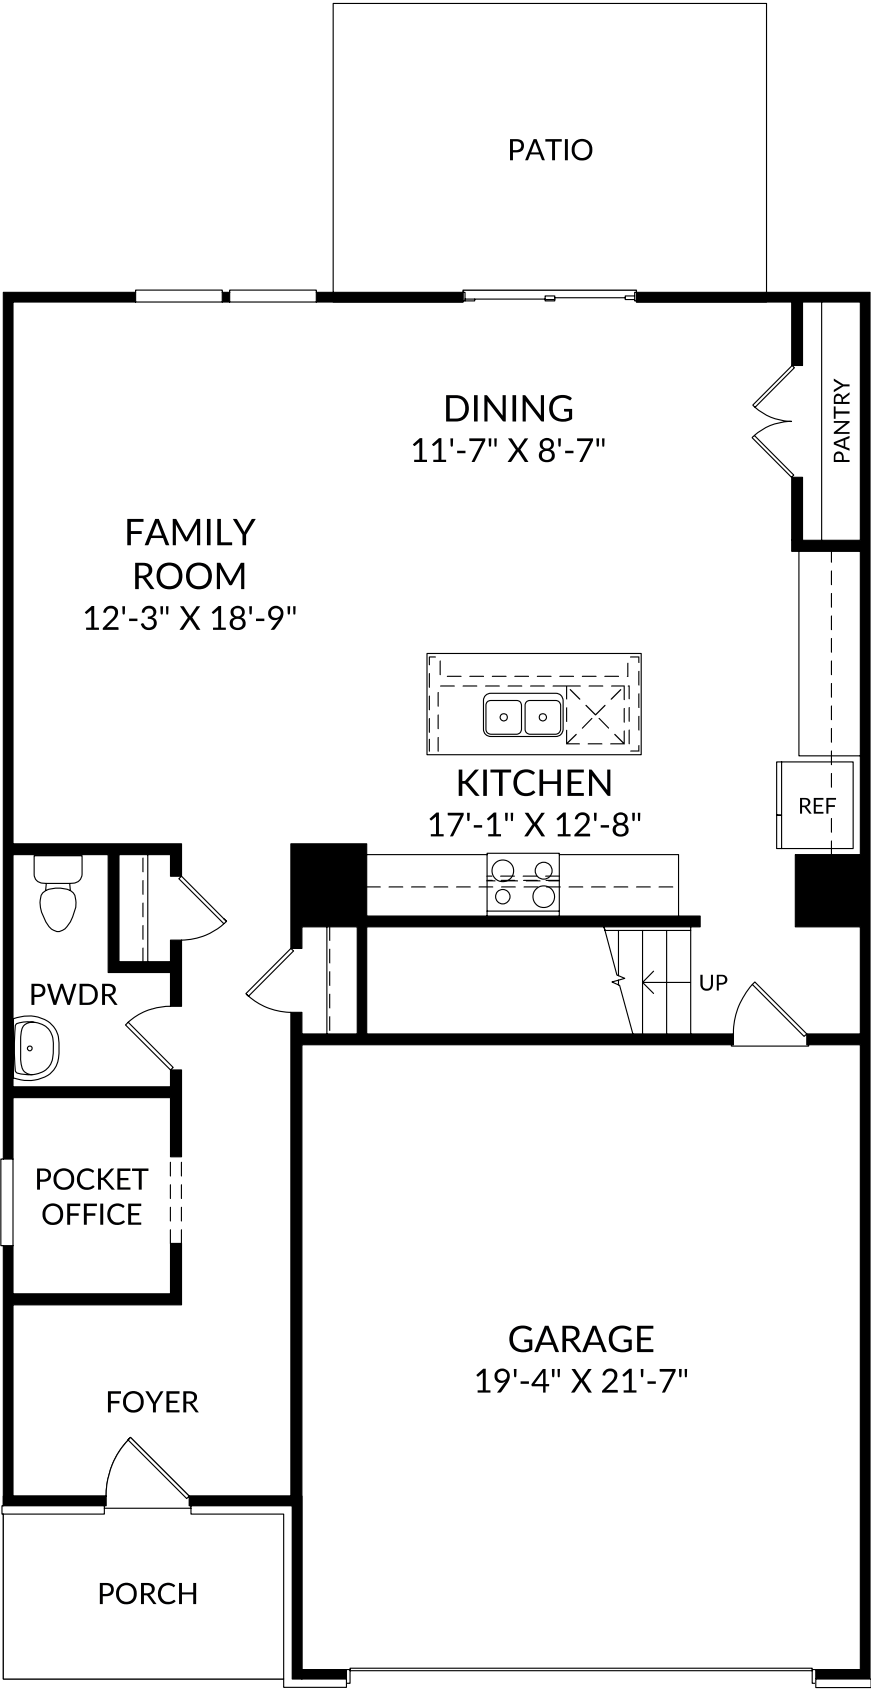 PATIO
DINING
11'-7" X 8'-7"
PANTRY
FAMILY
ROOM
12'-3" X 18'-9"
KITCHEN
17'-1" X 12'-8"
REF
PWDR
UP
POCKET
OFFICE
GARAGE
19'-4" X 21'-7"
FOYER
PORCH